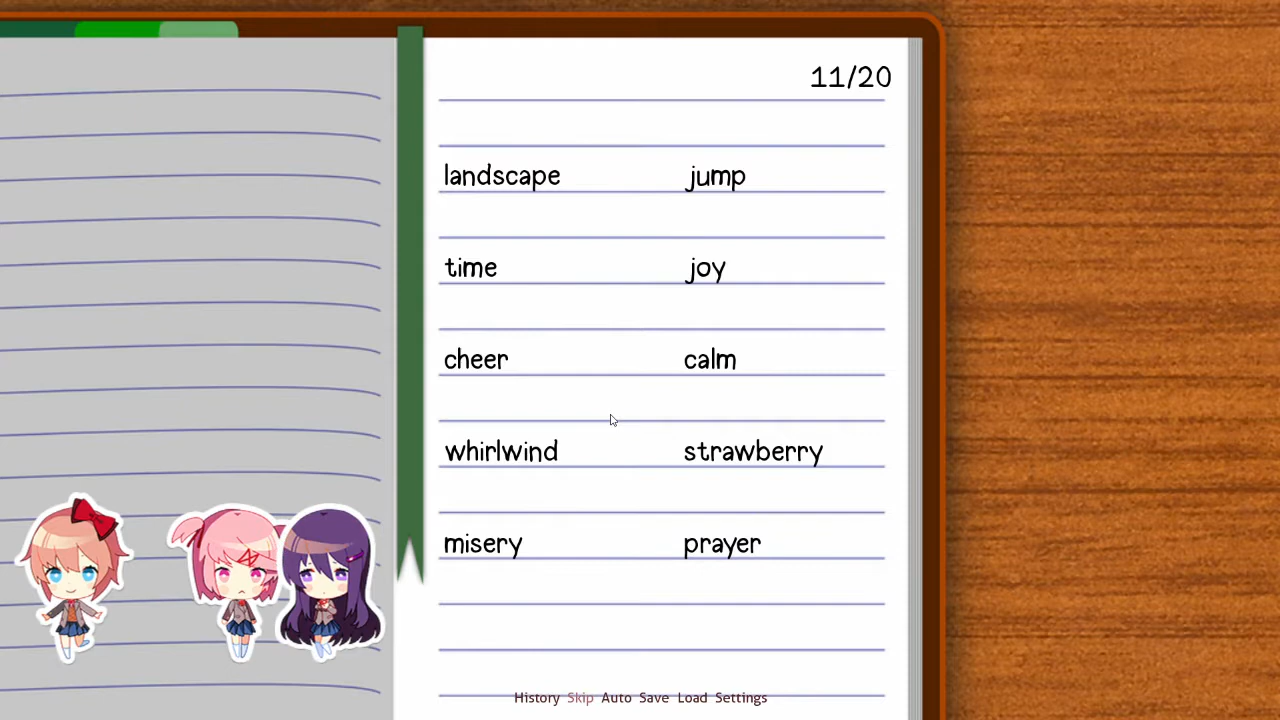 11/20
landscape jump
time joy
cheer calm
whirlwind strawberry
misery prayer
History Skip Auto Save Load Settings